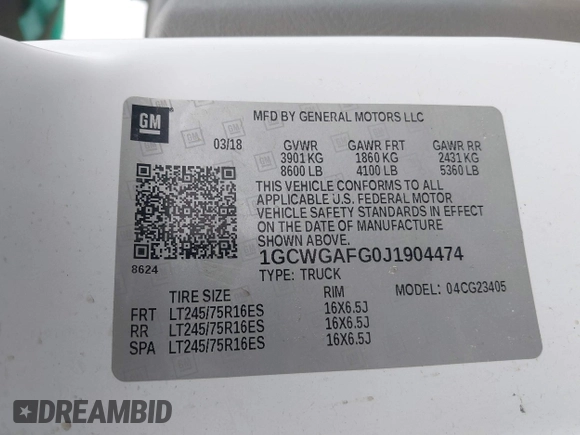 GM
MFD BY GENERAL MOTORS LLC
03/18 GVWR GAWR FRT GAWR RR
3901 KG 1860 KG 2431 KG
8600 LB 4100 LB 5360 LB
THIS VEHICLE CONFORMS TO ALL
APPLICABLE U.S. FEDERAL MOTOR
VEHICLE SAFETY STANDARDS IN EFFECT
ON THE DATE OF MANUFACTURE
SHOWN ABOVE.
8624
1GCWGAFG0J1904474
TYPE: TRUCK
TIRE SIZE RIM MODEL: 04CG23405
FRT LT245/75R16ES 16X6.5J
RR LT245/75R16ES 16X6.5J
SPA LT245/75R16ES 16X6.5J
DREAMBID